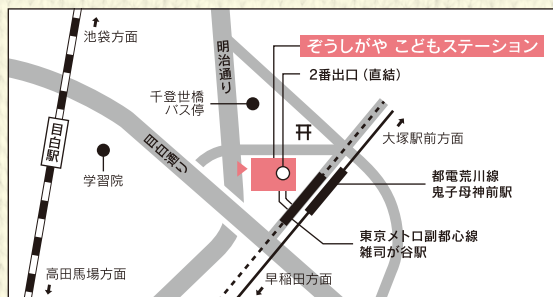 池袋方面
明治通り
ぞうしがや こどもステーション
2番出口（直結）
千登世橋
バス停
目白駅
目白通り
大塚駅前方面
学習院
都電荒川線
鬼子母神前駅
東京メトロ副都心線
雑司が谷駅
高田馬場方面
早稲田方面